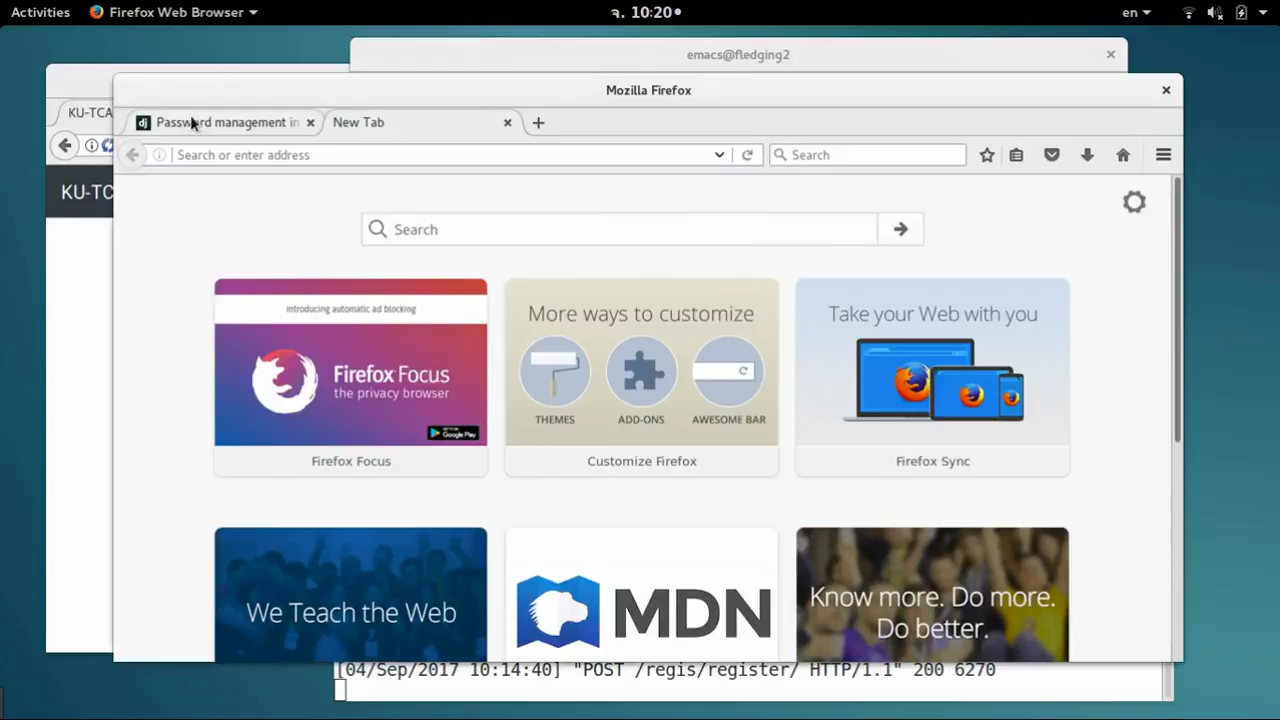 Activities Firefox Web Browser จ. 10:20 en
emacs@fledging2
Mozilla Firefox
KU-TCA
Password management in New Tab
Search or enter address Search
KU-TC
Search
Introducing automatic ad blocking
Firefox Focus
the privacy browser
Google Play
Firefox Focus
More ways to customize
THEMES ADD-ONS AWESOME BAR
Customize Firefox
Take your Web with you
Firefox Sync
We Teach the Web
MDN
Know more. Do more.
Do better.
[04/Sep/2017 10:14:40] "POST /regis/register/ HTTP/1.1" 200 6270